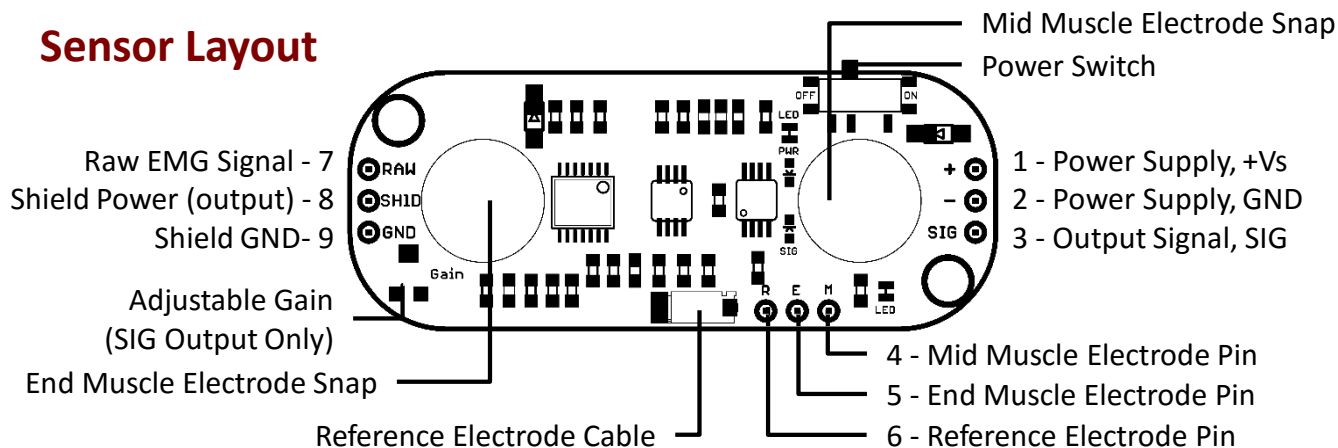 Sensor Layout
Mid Muscle Electrode Snap
Power Switch
OFF
ON
LED
PWR
Raw EMG Signal - 7
RAW
+
1 - Power Supply, +Vs
Shield Power (output) - 8
SHID
-
2 - Power Supply, GND
Shield GND- 9
GND
SIG
3 - Output Signal, SIG
SIG
Gain
R
E
M
LED
Adjustable Gain
(SIG Output Only)
End Muscle Electrode Snap
4 - Mid Muscle Electrode Pin
5 - End Muscle Electrode Pin
Reference Electrode Cable
6 - Reference Electrode Pin